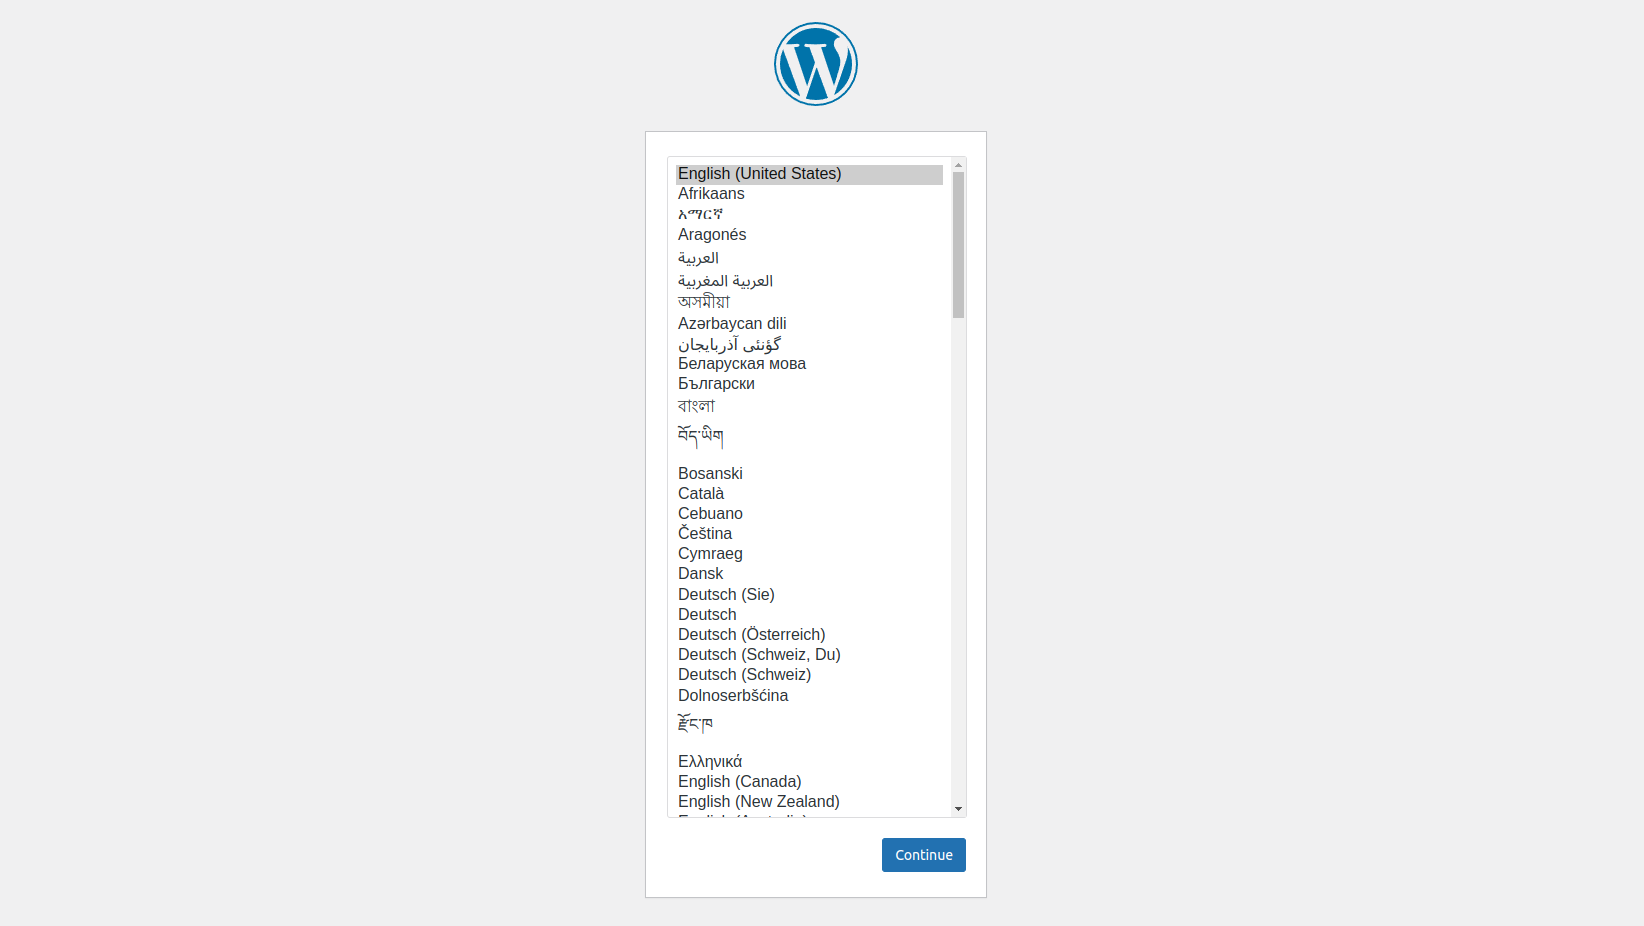 English (United States)
Afrikaans
አማርኛ
Aragonés
العربية
العربية المغربية
অসমীয়া
Azərbaycan dili
گؤنئی آذربایجان
Беларуская мова
Български
বাংলা
བོད་ཡིག
Bosanski
Català
Cebuano
Čeština
Cymraeg
Dansk
Deutsch (Sie)
Deutsch
Deutsch (Österreich)
Deutsch (Schweiz, Du)
Deutsch (Schweiz)
Dolnoserbšćina
རྫོང་ཁ
Ελληνικά
English (Canada)
English (New Zealand)
Continue